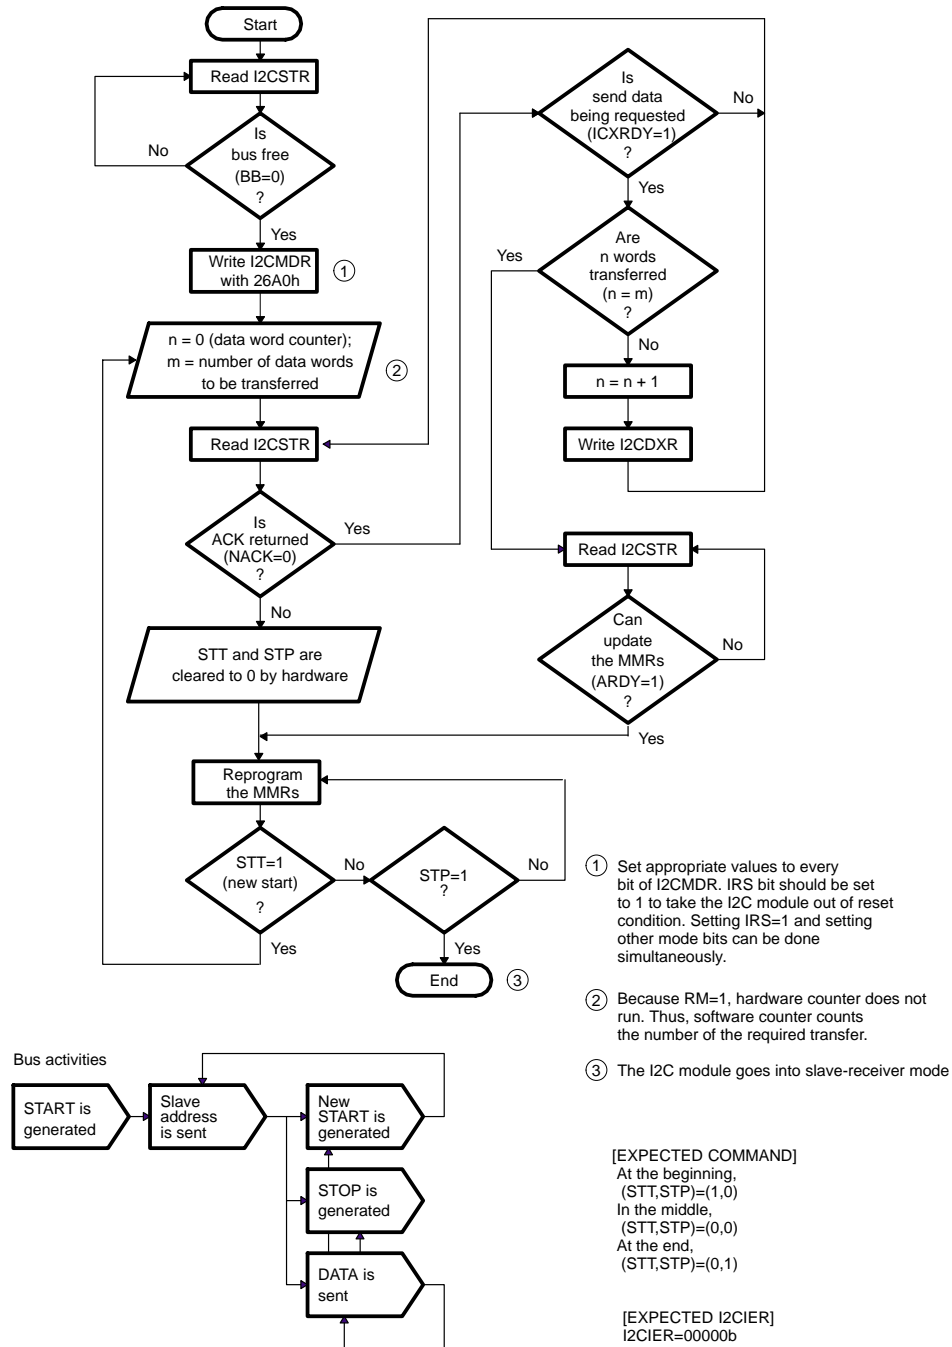 Start
Read I2CSTR
Is
bus free
(BB=0)
?
No
Yes
Write I2CMDR
with 26A0h
1
n = 0 (data word counter);
m = number of data words
to be transferred
2
Read I2CSTR
Is
ACK returned
(NACK=0)
?
Yes
No
STT and STP are
cleared to 0 by hardware
Reprogram
the MMRs
STT=1
(new start)
?
No
Yes
STP=1
?
No
Yes
End
3
Is
send data
being requested
(ICXRDY=1)
?
No
Yes
Are
n words
transferred
(n = m)
?
Yes
No
n = n + 1
Write I2CDXR
Read I2CSTR
Can
update
the MMRs
(ARDY=1)
?
No
Yes
1 Set appropriate values to every
bit of I2CMDR. IRS bit should be set
to 1 to take the I2C module out of reset
condition. Setting IRS=1 and setting
other mode bits can be done
simultaneously.
2 Because RM=1, hardware counter does not
run. Thus, software counter counts
the number of the required transfer.
3 The I2C module goes into slave-receiver mode
Bus activities
START is
generated
Slave
address
is sent
New
START is
generated
STOP is
generated
DATA is
sent
[EXPECTED COMMAND]
At the beginning,
(STT,STP)=(1,0)
In the middle,
(STT,STP)=(0,0)
At the end,
(STT,STP)=(0,1)
[EXPECTED I2CIER]
I2CIER=00000b